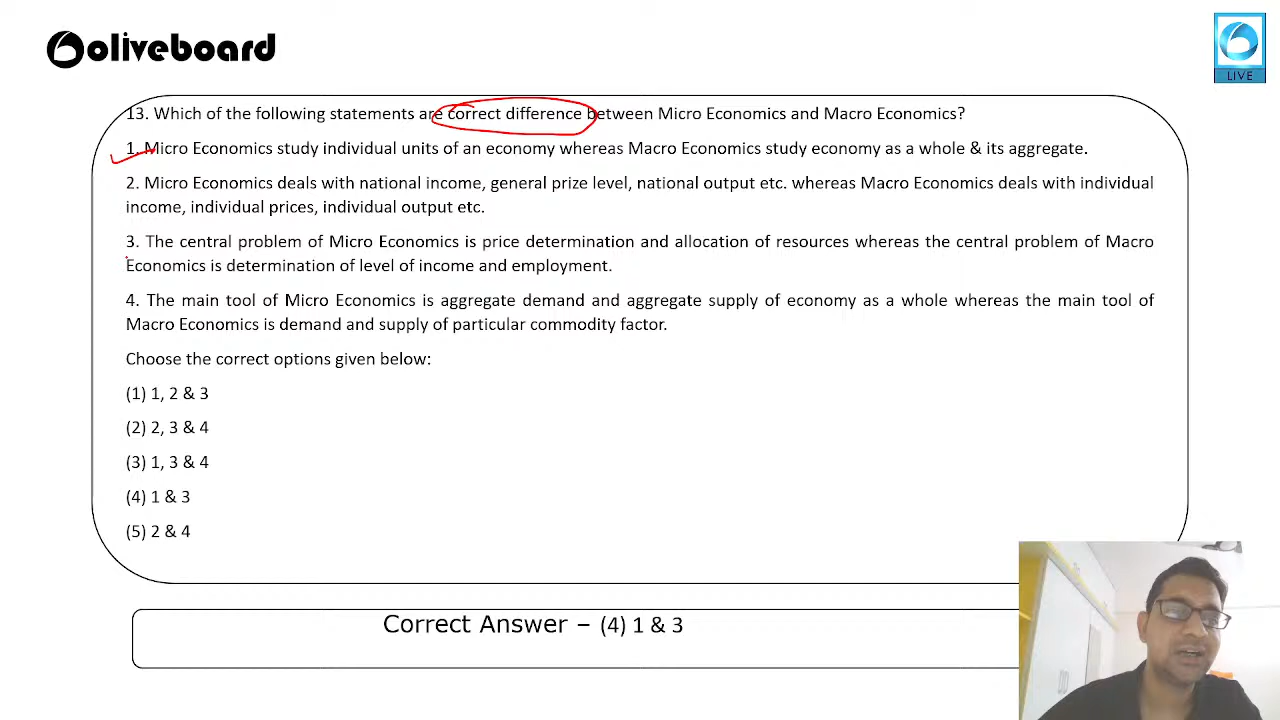 oliveboard
LIVE
13. Which of the following statements are correct difference between Micro Economics and Macro Economics?
1. Micro Economics study individual units of an economy whereas Macro Economics study economy as a whole & its aggregate.
2. Micro Economics deals with national income, general prize level, national output etc. whereas Macro Economics deals with individual
income, individual prices, individual output etc.
3. The central problem of Micro Economics is price determination and allocation of resources whereas the central problem of Macro
Economics is determination of level of income and employment.
4. The main tool of Micro Economics is aggregate demand and aggregate supply of economy as a whole whereas the main tool of
Macro Economics is demand and supply of particular commodity factor.
Choose the correct options given below:
(1) 1, 2 & 3
(2) 2, 3 & 4
(3) 1, 3 & 4
(4) 1 & 3
(5) 2 & 4
Correct Answer – (4) 1 & 3